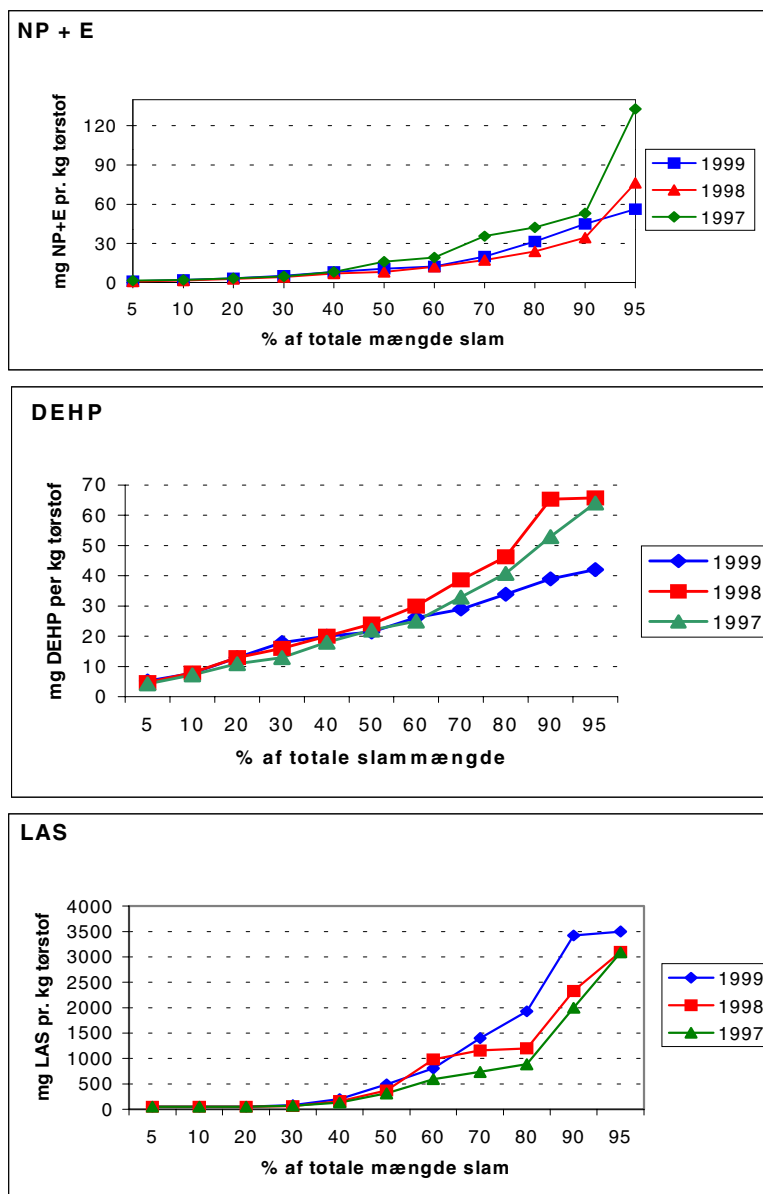 NP + E
mg NP+E pr. kg tørstof
120
90
60
30
0
5 10 20 30 40 50 60 70 80 90 95
% af totale mængde slam
1999
1998
1997
DEHP
mg DEHP per kg tørstof
70
60
50
40
30
20
10
0
5 10 20 30 40 50 60 70 80 90 95
% af totale slammængde
1999
1998
1997
LAS
mg LAS pr. kg tørstof
4000
3500
3000
2500
2000
1500
1000
500
0
5 10 20 30 40 50 60 70 80 90 95
% af totale mængde slam
1999
1998
1997